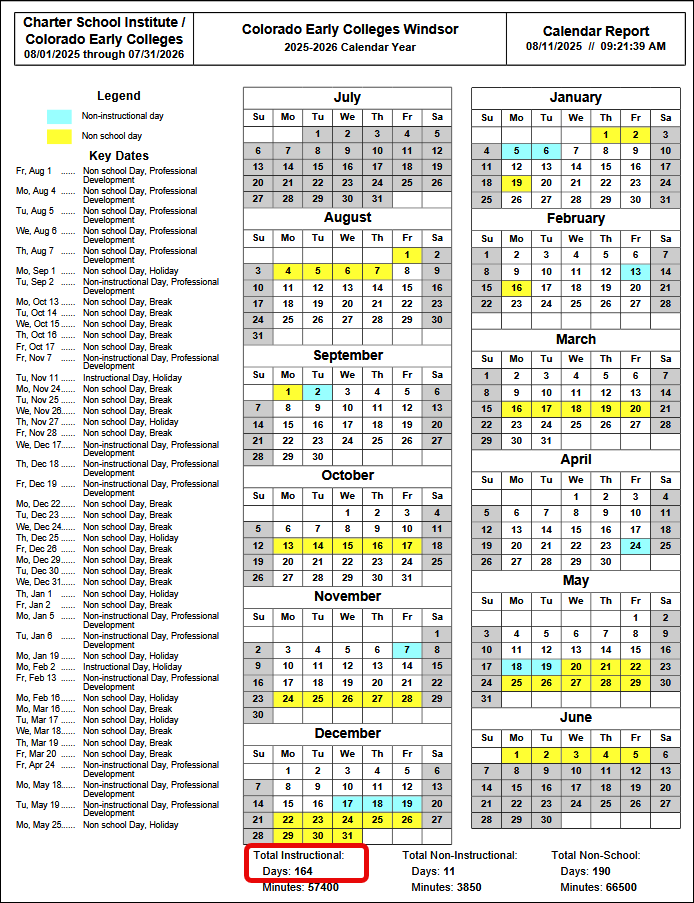 Charter School Institute /
Colorado Early Colleges
08/01/2025 through 07/31/2026
Colorado Early Colleges Windsor
2025-2026 Calendar Year
Calendar Report
08/11/2025 // 09:21:39 AM
Legend
Non-instructional day
Non school day
Key Dates
Fr, Aug 1 ...... Non school Day, Professional
Development
Mo, Aug 4 ...... Non school Day, Professional
Development
Tu, Aug 5 ...... Non school Day, Professional
Development
We, Aug 6 ...... Non school Day, Professional
Development
Th, Aug 7 ...... Non school Day, Professional
Development
Mo, Sep 1 ...... Non school Day, Holiday
Tu, Sep 2 ...... Non-instructional Day, Professional
Development
Mo, Oct 13 ...... Non school Day, Break
Tu, Oct 14 ...... Non school Day, Break
We, Oct 15 ...... Non school Day, Break
Th, Oct 16 ...... Non school Day, Break
Fr, Oct 17 ...... Non school Day, Break
Fr, Nov 7 ...... Non-instructional Day, Professional
Development
Tu, Nov 11 ...... Instructional Day, Holiday
Mo, Nov 24...... Non school Day, Break
Tu, Nov 25...... Non school Day, Break
We, Nov 26...... Non school Day, Break
Th, Nov 27...... Non school Day, Holiday
Fr, Nov 28...... Non school Day, Break
We, Dec 17...... Non-instructional Day, Professional
Development
Th, Dec 18 ...... Non-instructional Day, Professional
Development
Fr, Dec 19 ...... Non-instructional Day, Professional
Development
Mo, Dec 22...... Non school Day, Break
Tu, Dec 23...... Non school Day, Break
We, Dec 24...... Non school Day, Break
Th, Dec 25...... Non school Day, Holiday
Fr, Dec 26 ...... Non school Day, Break
Mo, Dec 29...... Non school Day, Break
Tu, Dec 30...... Non school Day, Break
We, Dec 31...... Non school Day, Break
Th, Jan 1 ...... Non school Day, Holiday
Fr, Jan 2 ...... Non school Day, Break
Mo, Jan 5 ...... Non-instructional Day, Professional
Development
Tu, Jan 6 ...... Non-instructional Day, Professional
Development
Mo, Jan 19 ...... Non school Day, Holiday
Mo, Feb 2 ...... Instructional Day, Holiday
Fr, Feb 13 ...... Non-instructional Day, Professional
Development
Mo, Feb 16 ...... Non school Day, Holiday
Mo, Mar 16 ...... Non school Day, Break
Tu, Mar 17 ...... Non school Day, Holiday
We, Mar 18...... Non school Day, Break
Th, Mar 19 ...... Non school Day, Break
Fr, Mar 20 ...... Non school Day, Break
Fr, Apr 24 ...... Non-instructional Day, Professional
Development
Mo, May 18...... Non-instructional Day, Professional
Development
Tu, May 19 ...... Non-instructional Day, Professional
Development
Mo, May 25...... Non school Day, Holiday
July
Su Mo Tu We Th Fr Sa
1 2 3 4 5
6 7 8 9 10 11 12
13 14 15 16 17 18 19
20 21 22 23 24 25 26
27 28 29 30 31
August
Su Mo Tu We Th Fr Sa
1 2
3 4 5 6 7 8 9
10 11 12 13 14 15 16
17 18 19 20 21 22 23
24 25 26 27 28 29 30
31
September
Su Mo Tu We Th Fr Sa
1 2 3 4 5 6
7 8 9 10 11 12 13
14 15 16 17 18 19 20
21 22 23 24 25 26 27
28 29 30
October
Su Mo Tu We Th Fr Sa
1 2 3 4
5 6 7 8 9 10 11
12 13 14 15 16 17 18
19 20 21 22 23 24 25
26 27 28 29 30 31
November
Su Mo Tu We Th Fr Sa
1
2 3 4 5 6 7 8
9 10 11 12 13 14 15
16 17 18 19 20 21 22
23 24 25 26 27 28 29
30
December
Su Mo Tu We Th Fr Sa
1 2 3 4 5 6
7 8 9 10 11 12 13
14 15 16 17 18 19 20
21 22 23 24 25 26 27
28 29 30 31
January
Su Mo Tu We Th Fr Sa
1 2 3
4 5 6 7 8 9 10
11 12 13 14 15 16 17
18 19 20 21 22 23 24
25 26 27 28 29 30 31
February
Su Mo Tu We Th Fr Sa
1 2 3 4 5 6 7
8 9 10 11 12 13 14
15 16 17 18 19 20 21
22 23 24 25 26 27 28
March
Su Mo Tu We Th Fr Sa
1 2 3 4 5 6 7
8 9 10 11 12 13 14
15 16 17 18 19 20 21
22 23 24 25 26 27 28
29 30 31
April
Su Mo Tu We Th Fr Sa
1 2 3 4
5 6 7 8 9 10 11
12 13 14 15 16 17 18
19 20 21 22 23 24 25
26 27 28 29 30
May
Su Mo Tu We Th Fr Sa
1 2
3 4 5 6 7 8 9
10 11 12 13 14 15 16
17 18 19 20 21 22 23
24 25 26 27 28 29 30
31
June
Su Mo Tu We Th Fr Sa
1 2 3 4 5 6
7 8 9 10 11 12 13
14 15 16 17 18 19 20
21 22 23 24 25 26 27
28 29 30
Total Instructional:
Days: 164
Minutes: 57400
Total Non-Instructional:
Days: 11
Minutes: 3850
Total Non-School:
Days: 190
Minutes: 66500